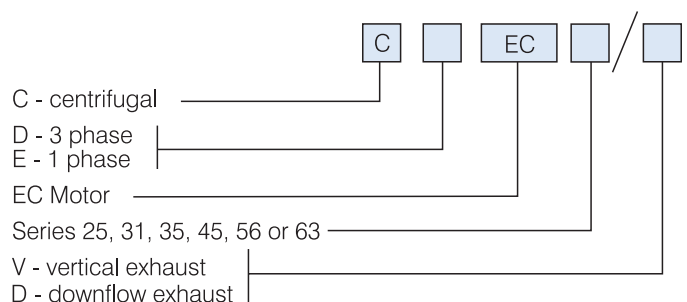 C EC /
C - centrifugal
D - 3 phase
E - 1 phase
EC Motor
Series 25, 31, 35, 45, 56 or 63
V - vertical exhaust
D - downflow exhaust